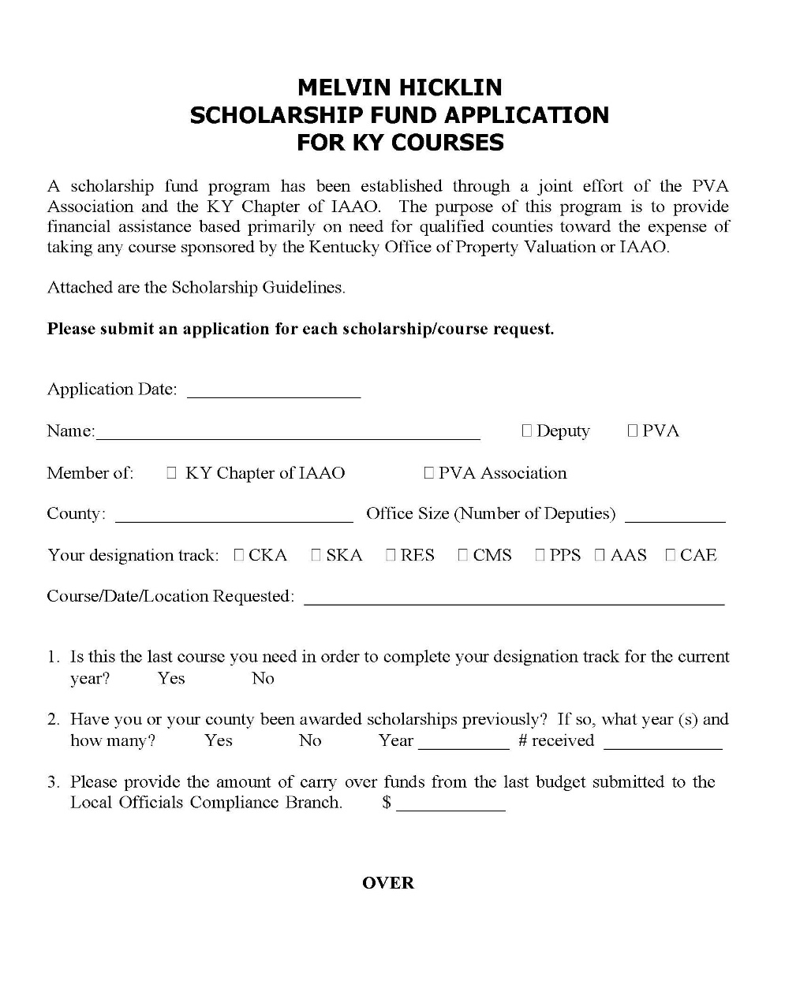 MELVIN HICKLIN
SCHOLARSHIP FUND APPLICATION
FOR KY COURSES
A scholarship fund program has been established through a joint effort of the PVA
Association and the KY Chapter of IAAO. The purpose of this program is to provide
financial assistance based primarily on need for qualified counties toward the expense of
taking any course sponsored by the Kentucky Office of Property Valuation or IAAO.
Attached are the Scholarship Guidelines.
Please submit an application for each scholarship/course request.
Application Date: ____________________
Name:____________________________________________ ☐ Deputy ☐ PVA
Member of: ☐ KY Chapter of IAAO ☐ PVA Association
County: ___________________________ Office Size (Number of Deputies) ___________
Your designation track: ☐ CKA ☐ SKA ☐ RES ☐ CMS ☐ PPS ☐ AAS ☐ CAE
Course/Date/Location Requested: ________________________________________________
1. Is this the last course you need in order to complete your designation track for the current
year? Yes No
2. Have you or your county been awarded scholarships previously? If so, what year (s) and
how many? Yes No Year __________ # received _____________
3. Please provide the amount of carry over funds from the last budget submitted to the
Local Officials Compliance Branch. $ ____________
OVER